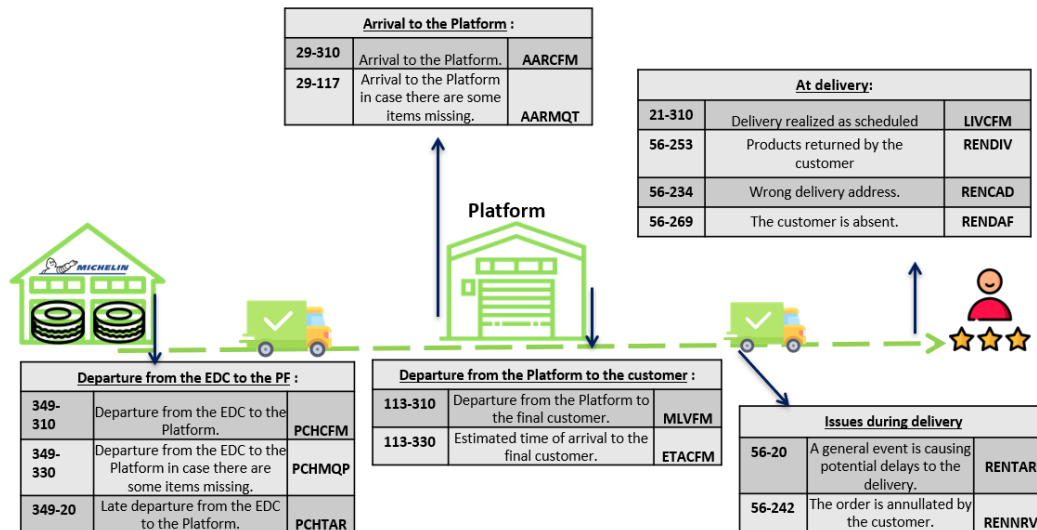 Arrival to the Platform :
29-310 Arrival to the Platform. AARCFM
29-117 Arrival to the Platform
in case there are some
items missing. AARMQT
At delivery:
21-310 Delivery realized as scheduled LIVCFM
56-253 Products returned by the RENDIV
customer
56-234 Wrong delivery address. RENCAD
56-269 The customer is absent. RENDAF
Platform
MICHELIN
Departure from the EDC to the PF :
349-
310 Departure from the EDC to the
Platform. PCHCFM
349-
330 Departure from the EDC to the
Platform in case there are
some items missing. PCHMQP
349-20 Late departure from the EDC
to the Platform. PCHTAR
Departure from the Platform to the customer :
113-310 Departure from the Platform to
the final customer. MLVFM
113-330 Estimated time of arrival to the
final customer. ETACFM
Issues during delivery
56-20 A general event is causing
potential delays to the
delivery. RENTAR
56-242 The order is annullated by
the customer. RENNRV